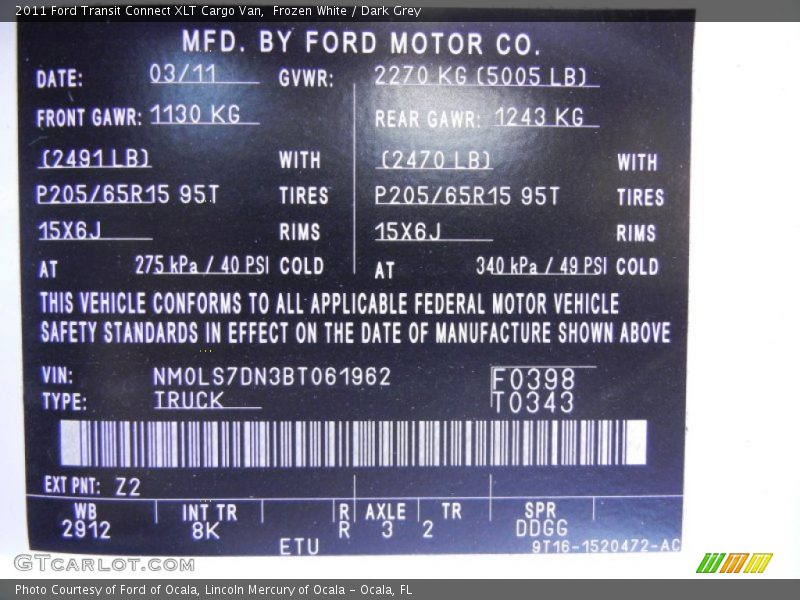 2011 Ford Transit Connect XLT Cargo Van,  Frozen White / Dark Grey
MFD. BY FORD MOTOR CO.
DATE: 03/11 GVWR: 2270 KG (5005 LB)
FRONT GAWR: 1130 KG REAR GAWR: 1243 KG
(2491 LB) WITH (2470 LB) WITH
P205/65R15 95T TIRES P205/65R15 95T TIRES
15X6J RIMS 15X6J RIMS
AT 275 kPa / 40 PSI COLD AT 340 kPa / 49 PSI COLD
THIS VEHICLE CONFORMS TO ALL APPLICABLE FEDERAL MOTOR VEHICLE
SAFETY STANDARDS IN EFFECT ON THE DATE OF MANUFACTURE SHOWN ABOVE
VIN: NM0LS7DN3BT061962 F0398
TYPE: TRUCK T0343
EXT PNT: Z2
WB INT TR R AXLE TR SPR
2912 8K R 3 2 DDGG
ETU 9T16-1520472-AC
GTCARLOT.COM
Photo Courtesy of Ford of Ocala, Lincoln Mercury of Ocala - Ocala, FL